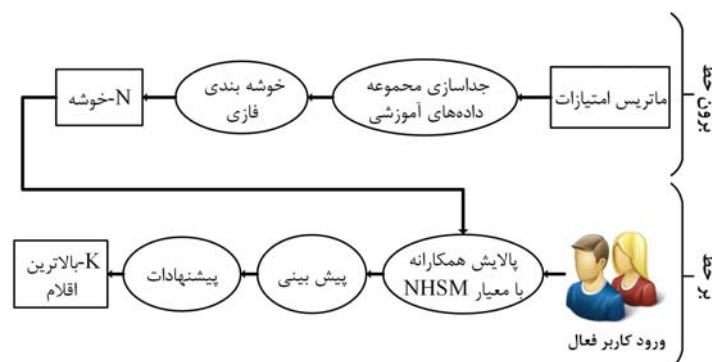 برون خط
ماتریس امتیازات
جداسازی مجموعه
داده‌های آموزشی
خوشه بندی
فازی
N-خوشه
بر خط
ورود کاربر فعال
پالایش همکارانه
با معیار NHSM
پیش بینی
پیشنهادات
K-بالاترین
اقلام